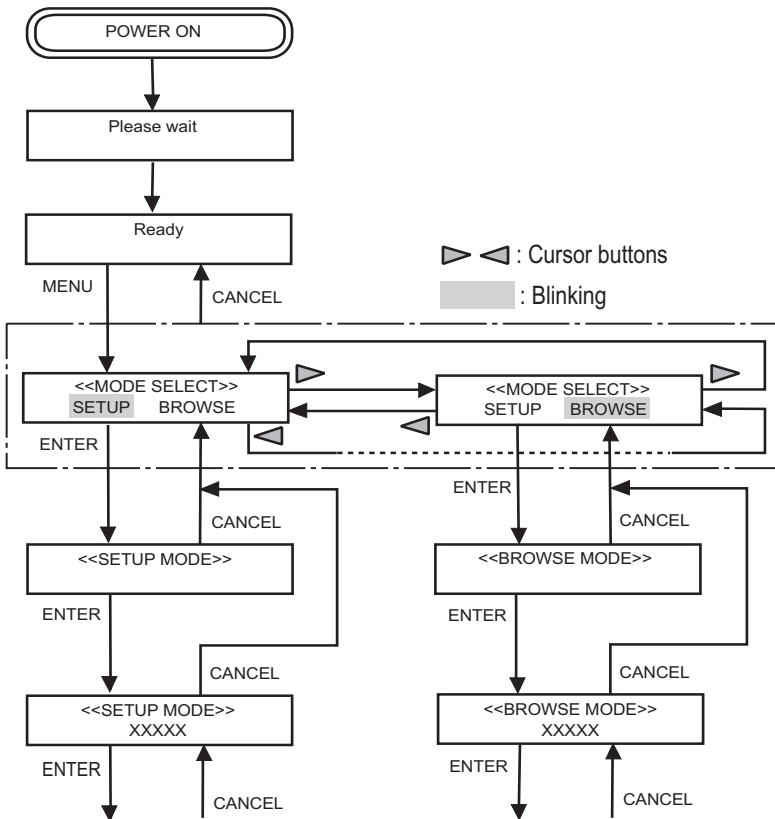 POWER ON
Please wait
Ready
: Cursor buttons
MENU
CANCEL
: Blinking
<<MODE SELECT>>
SETUP BROWSE
<<MODE SELECT>>
SETUP BROWSE
ENTER
ENTER
CANCEL
CANCEL
<<SETUP MODE>>
<<BROWSE MODE>>
ENTER
ENTER
CANCEL
CANCEL
<<SETUP MODE>>
XXXXX
<<BROWSE MODE>>
XXXXX
ENTER
ENTER
CANCEL
CANCEL